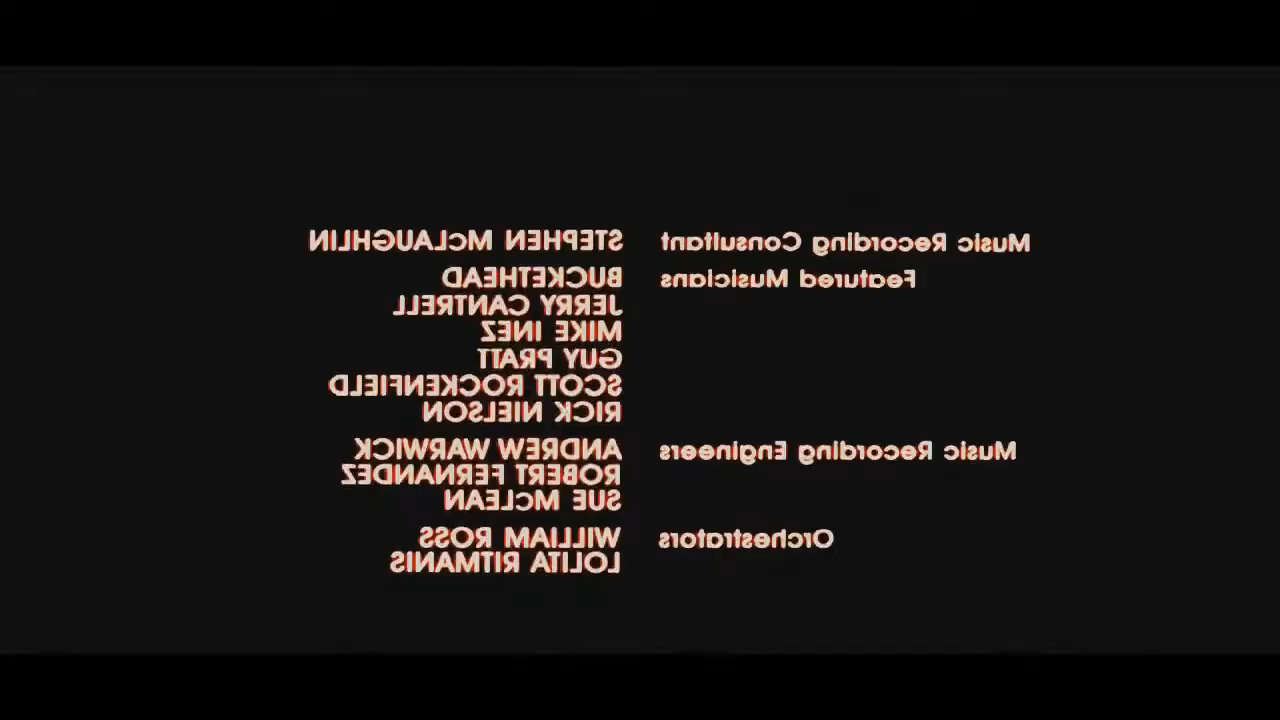 Music Recording Consultant STEPHEN McLAUGHLIN
Featured Musicians BUCKETHEAD
JERRY CANTRELL
MIKE INEZ
GUY PRATT
SCOTT ROCKENFIELD
RICK NIELSON
Music Recording Engineers ANDREW WARWICK
ROBERT FERNANDEZ
SUE McLEAN
Orchestrators WILLIAM ROSS
LOLITA RITMANIS